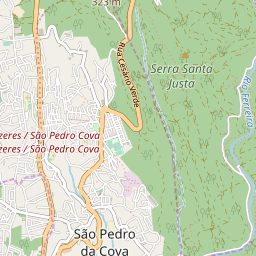 323 m
Rua Cesário Verde
Serra Santa
Justa
Rio Ferreira
zeres / São Pedro Cova
zeres / São Pedro Cova
São Pedro
da Cova